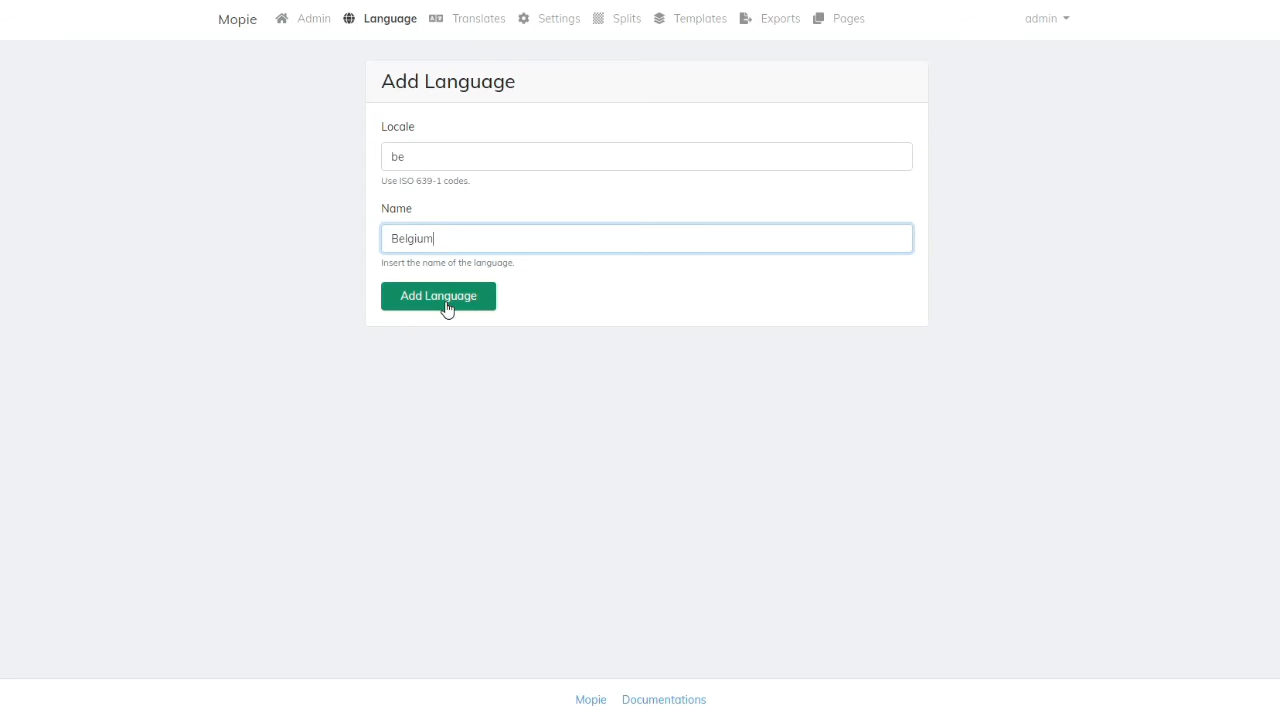 Mopie Admin Language Translates Settings Splits Templates Exports Pages admin
Add Language
Locale
be
Use ISO 639-1 codes.
Name
Belgium
Insert the name of the language.
Add Language
Mopie Documentations